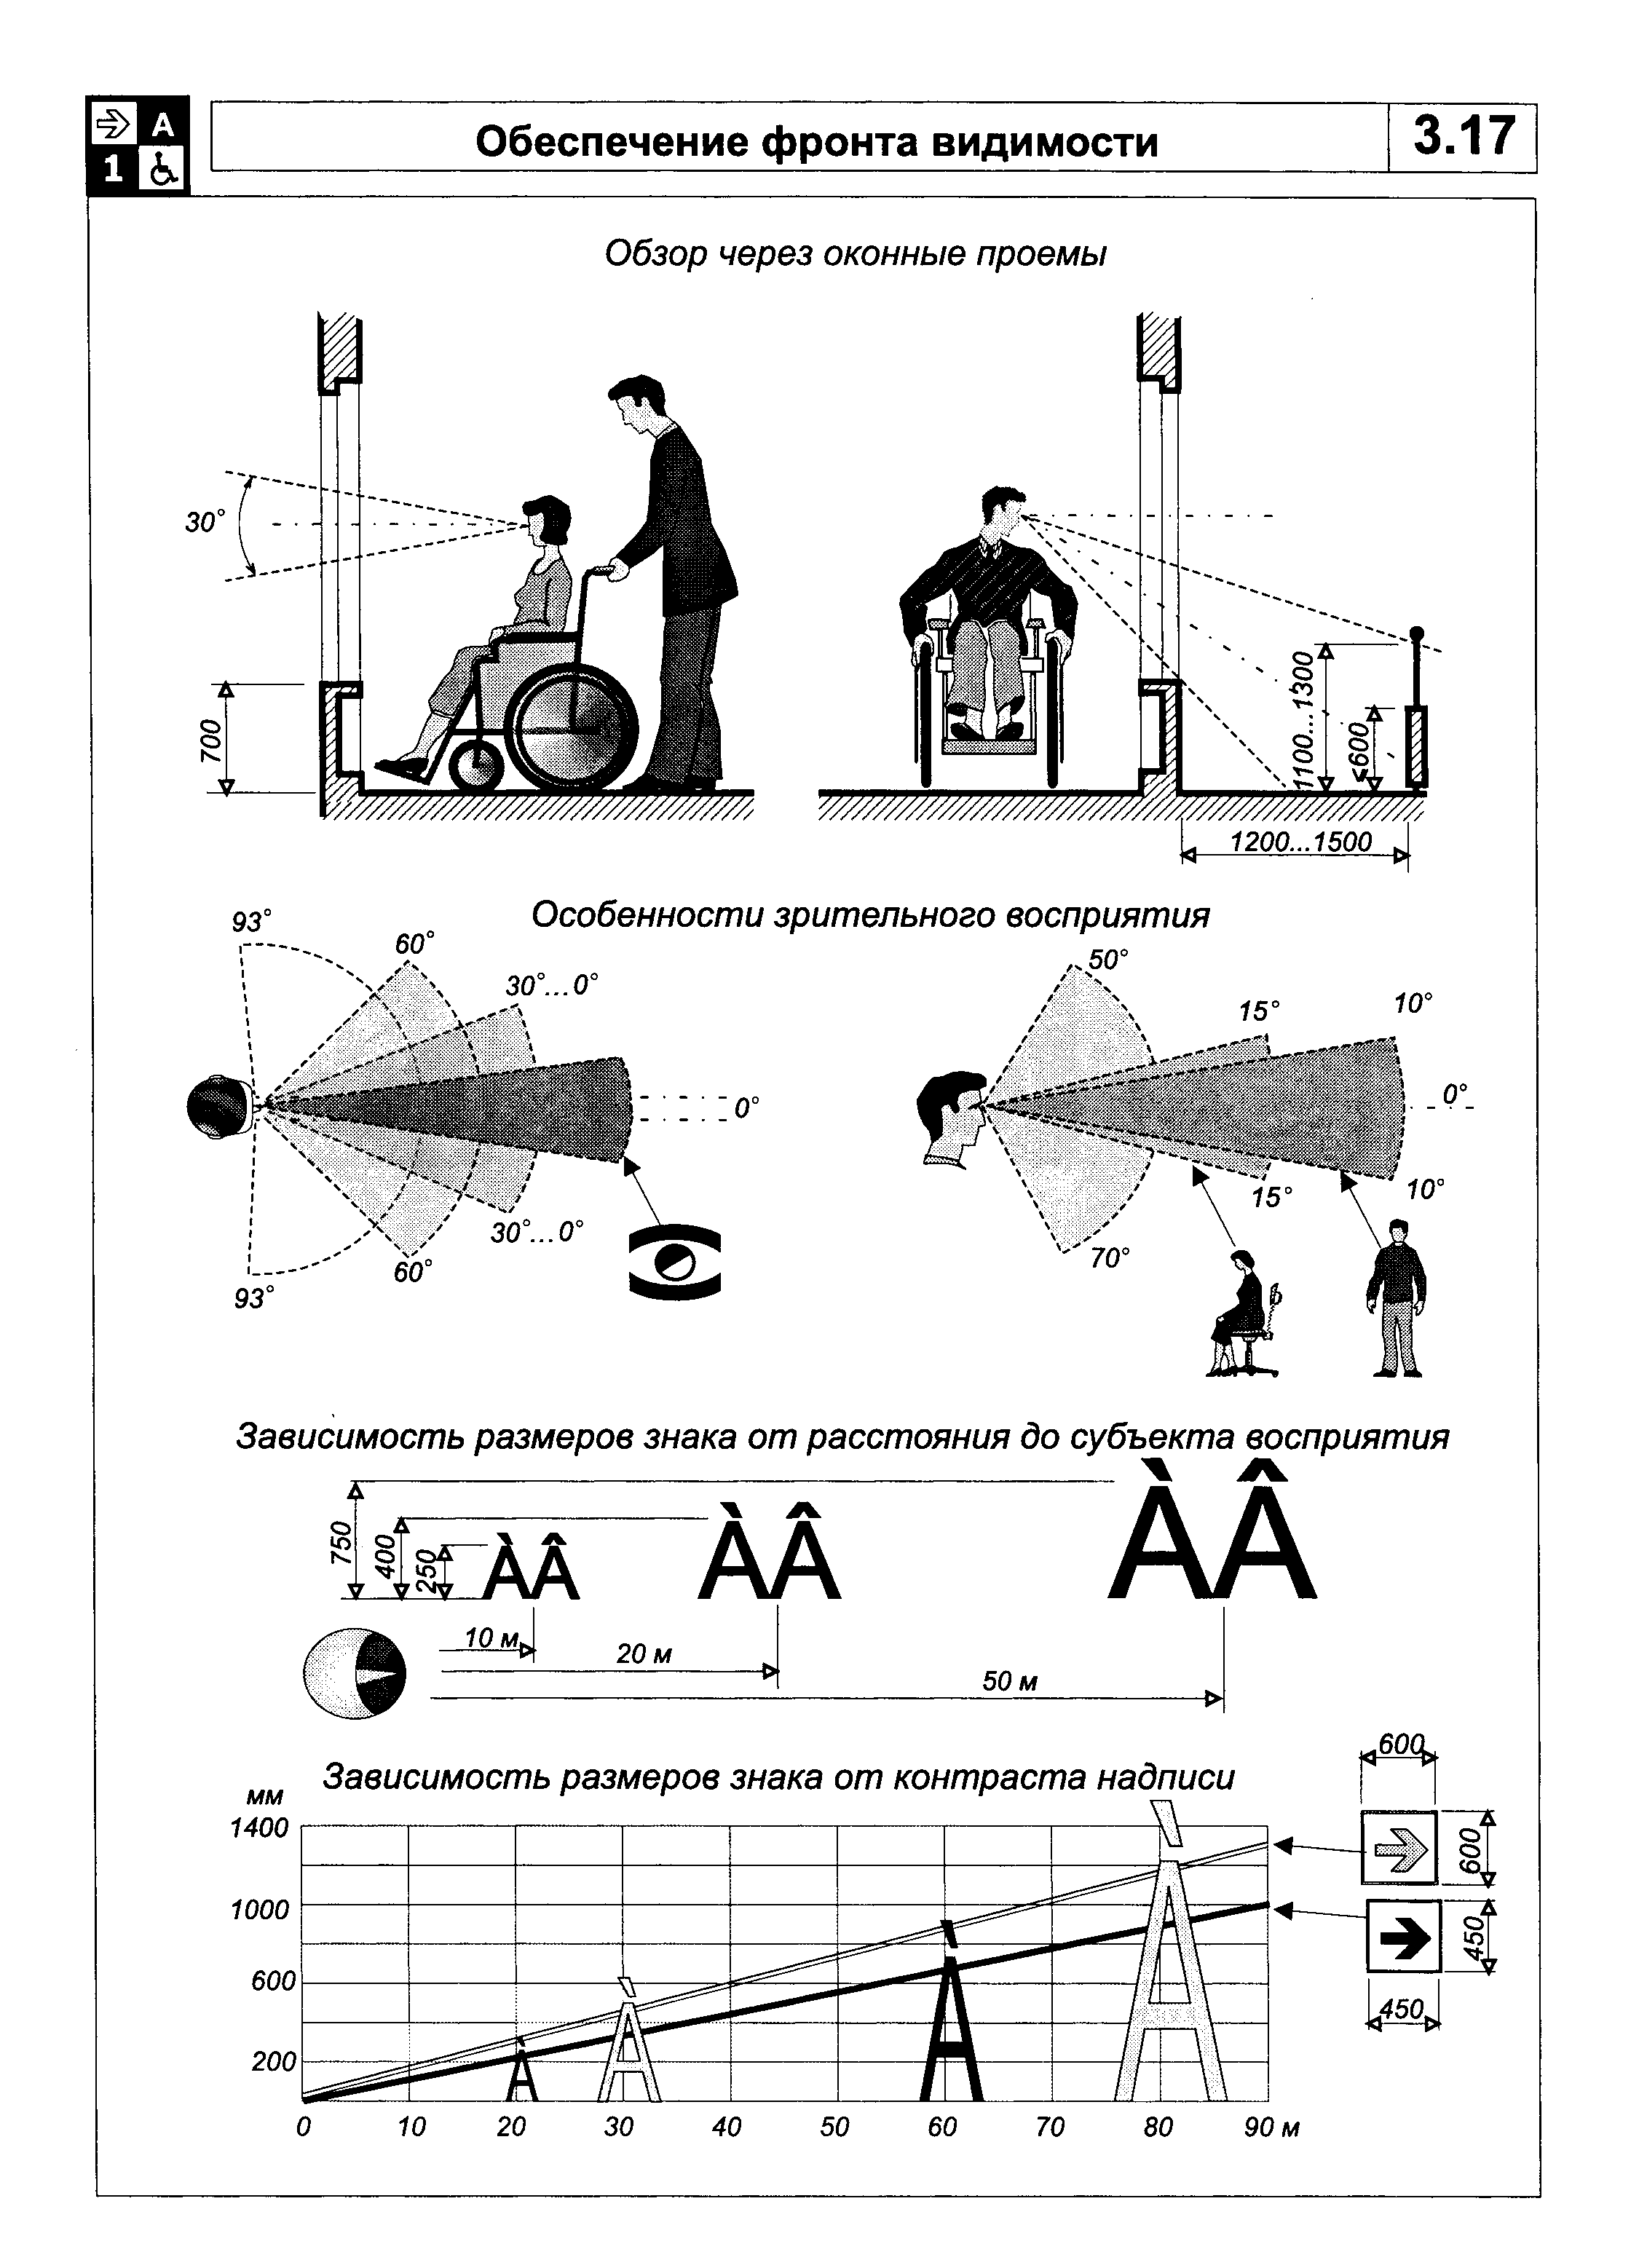 А
1
Обеспечение фронта видимости
3.17
Обзор через оконные проемы
30°
700
1100...1300
≤600
1200...1500
Особенности зрительного восприятия
93°
60°
30°...0°
0°
30°...0°
60°
93°
50°
15°
10°
0°
10°
15°
70°
Зависимость размеров знака от расстояния до субъекта восприятия
750
400
250
ÀÂ
ÀÂ
ÀÂ
10 м
20 м
50 м
Зависимость размеров знака от контраста надписи
мм
1400
1000
600
200
À
À
À
À
0 10 20 30 40 50 60 70 80 90 м
600
600
450
450